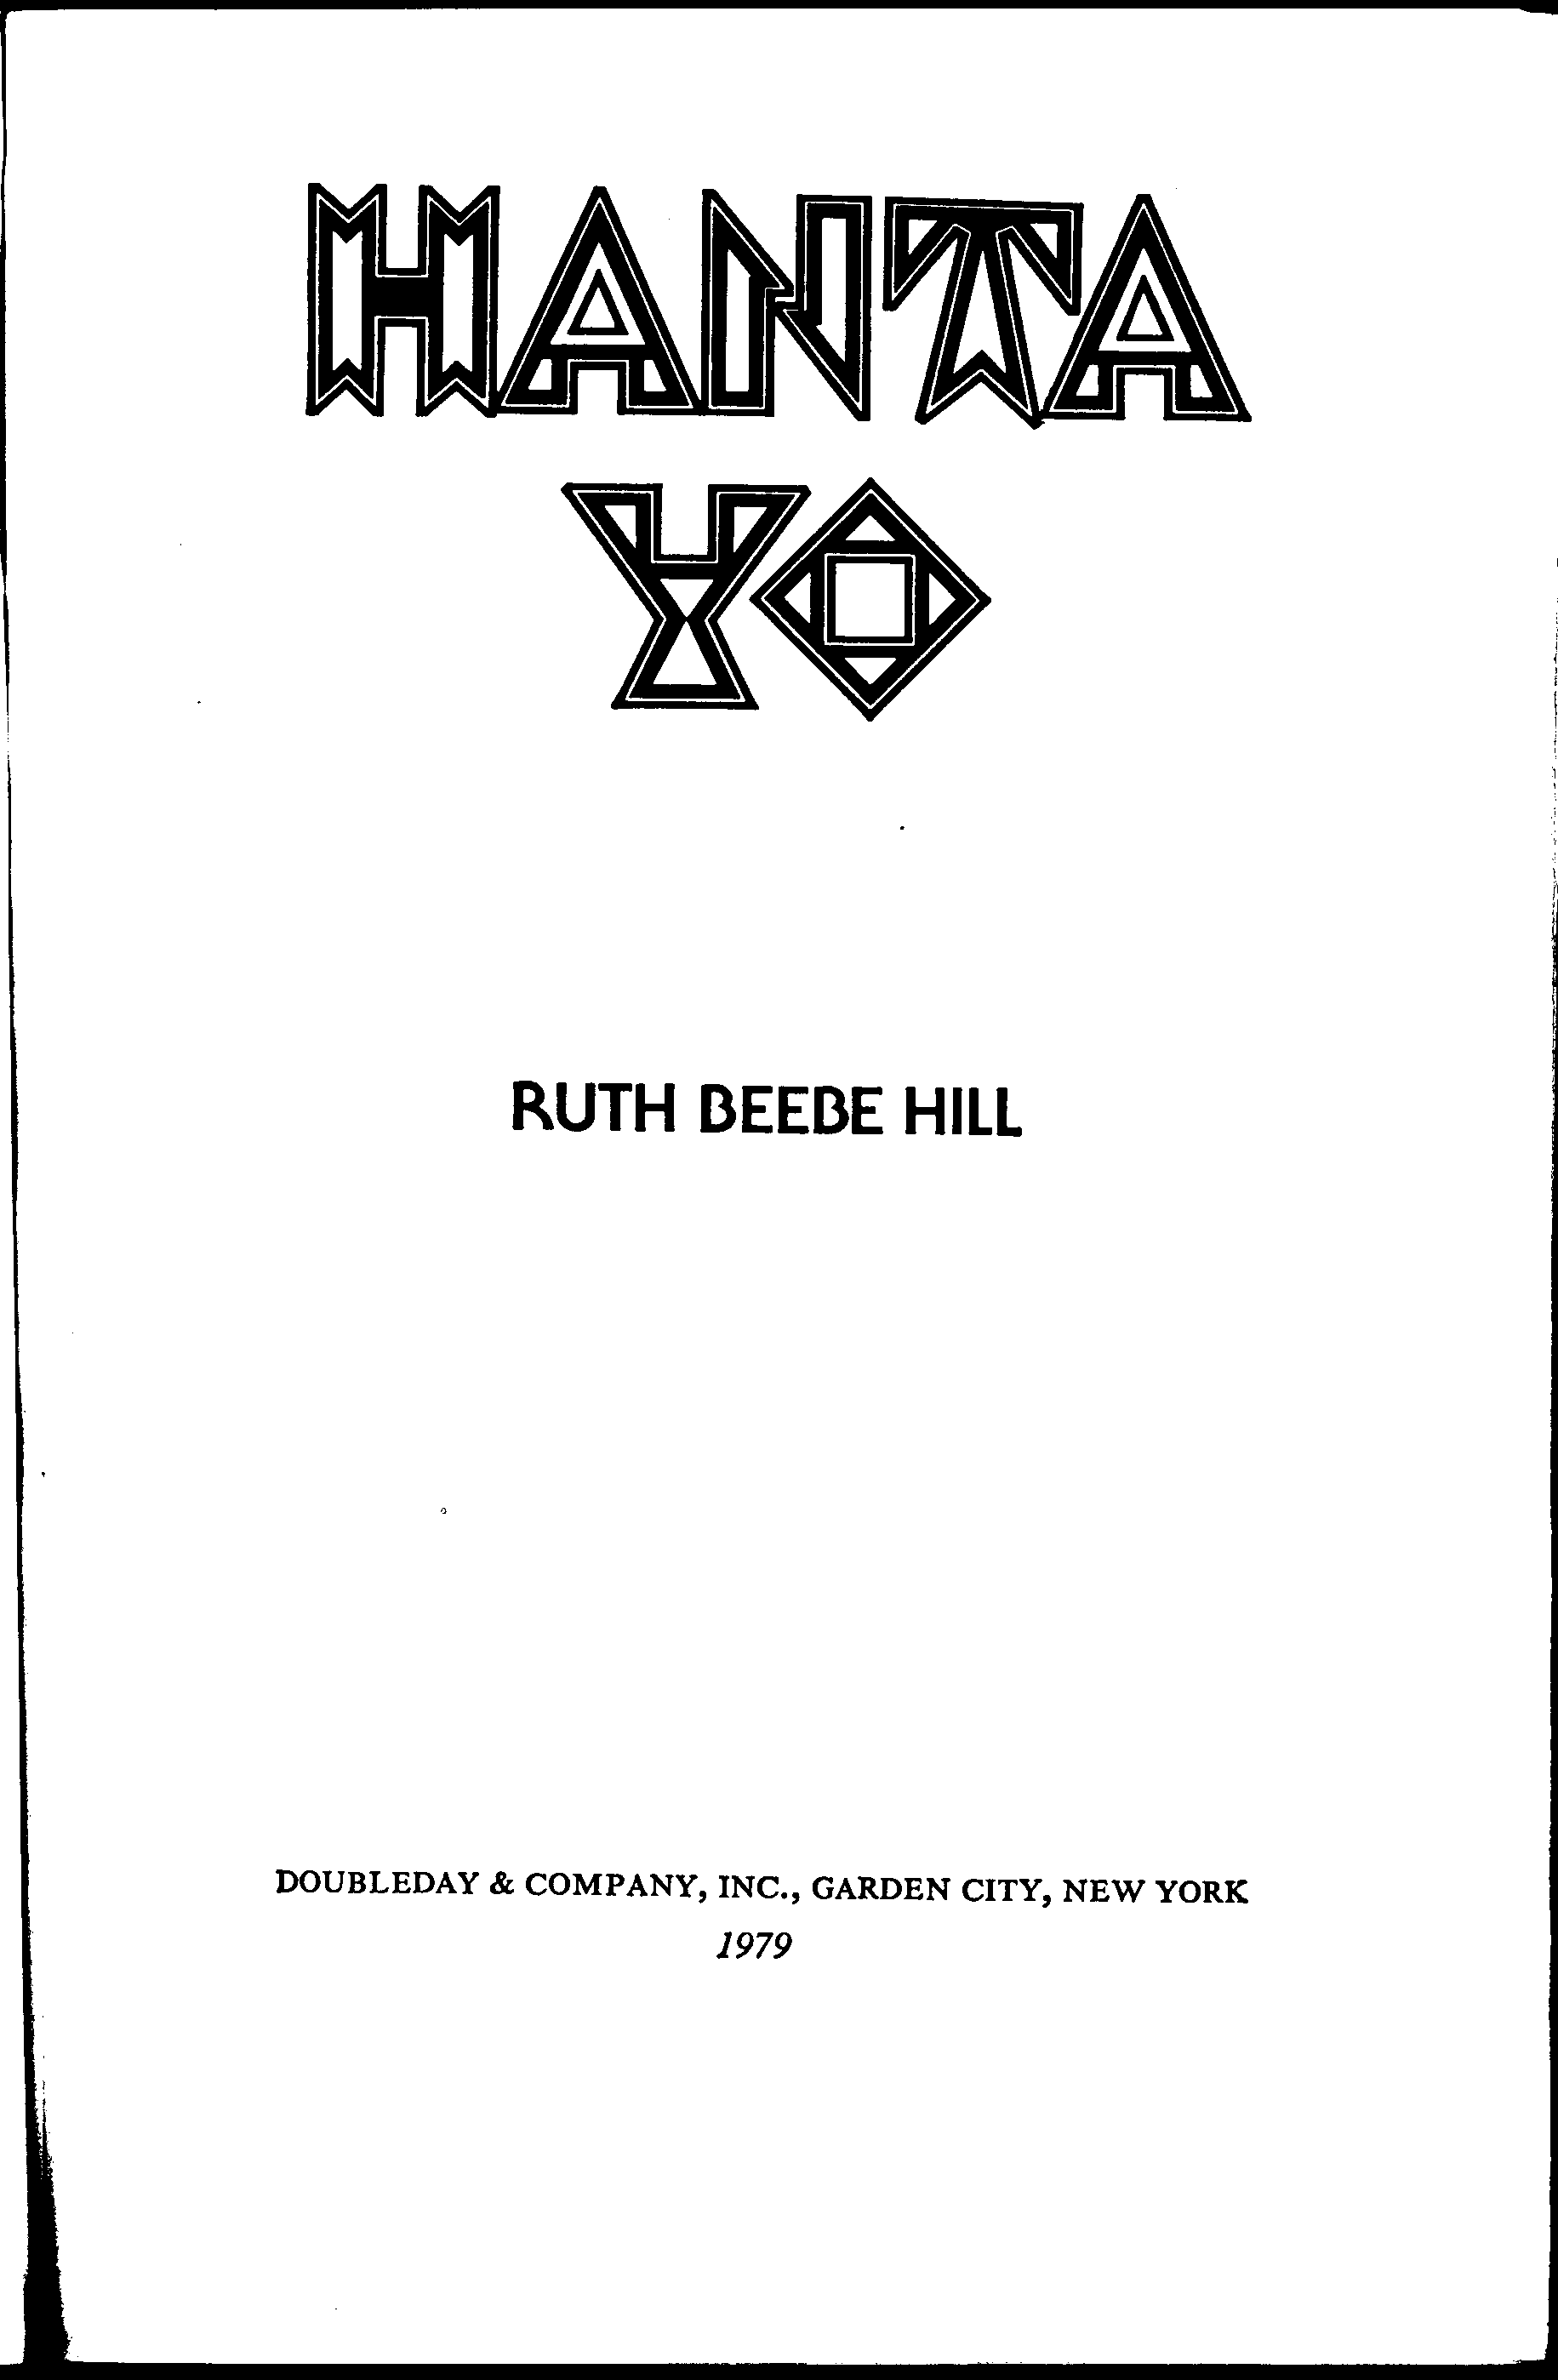 HANTA
YO
RUTH BEEBE HILL
DOUBLEDAY & COMPANY, INC., GARDEN CITY, NEW YORK
1979